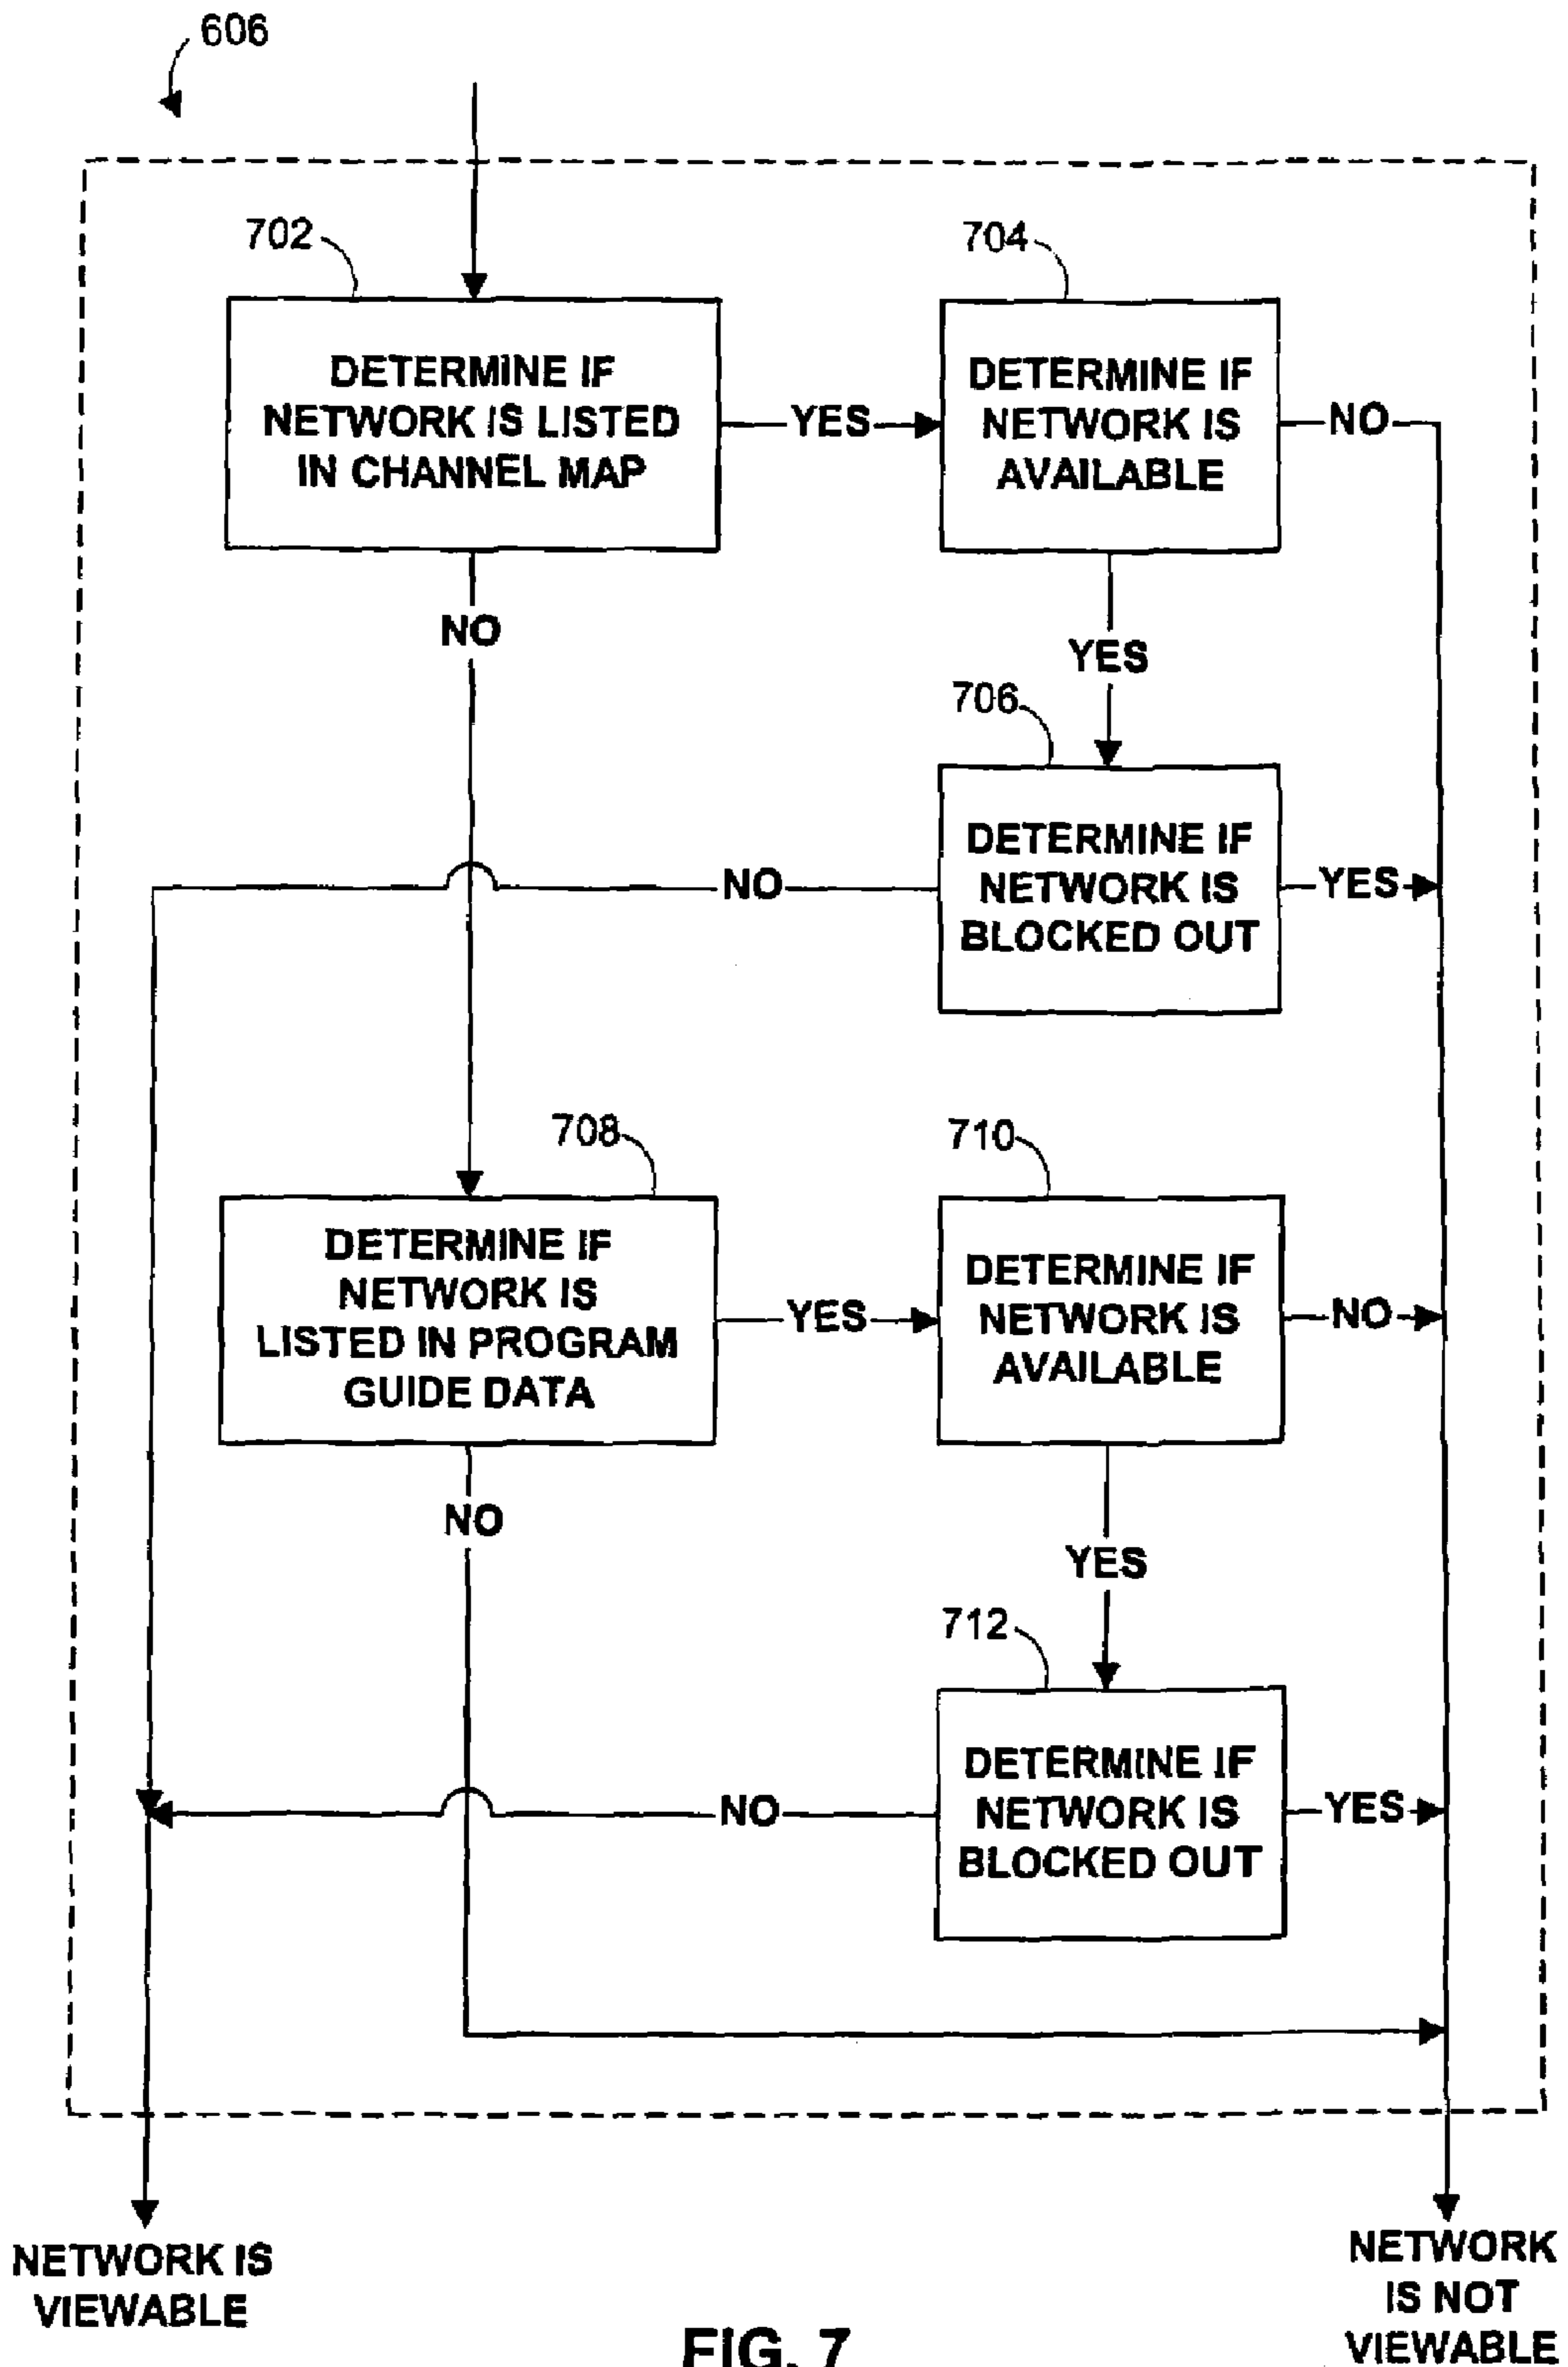 606
702
704
DETERMINE IF
NETWORK IS LISTED
IN CHANNEL MAP
YES
DETERMINE IF
NETWORK IS
AVAILABLE
NO
NO
YES
706
DETERMINE IF
NETWORK IS
BLOCKED OUT
NO
YES
708
710
DETERMINE IF
NETWORK IS
LISTED IN PROGRAM
GUIDE DATA
YES
DETERMINE IF
NETWORK IS
AVAILABLE
NO
NO
YES
712
DETERMINE IF
NETWORK IS
BLOCKED OUT
NO
YES
NETWORK IS
VIEWABLE
NETWORK
IS NOT
VIEWABLE
FIG. 7